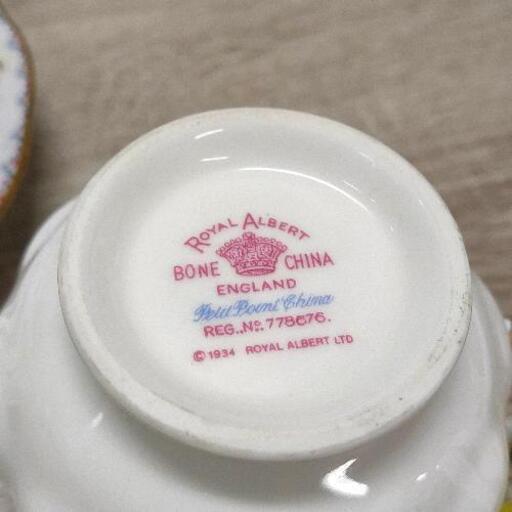 ROYAL ALBERT
BONE CHINA
ENGLAND
Petit Point China
REG..No. 778676.
© 1934 ROYAL ALBERT LTD